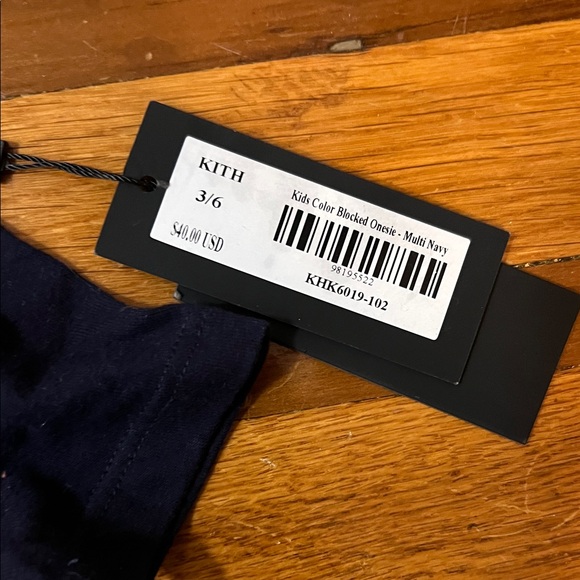 KITH
3/6
$40.00 USD
Kids Color Blocked Onesie - Multi Navy
98195522
KHK6019-102